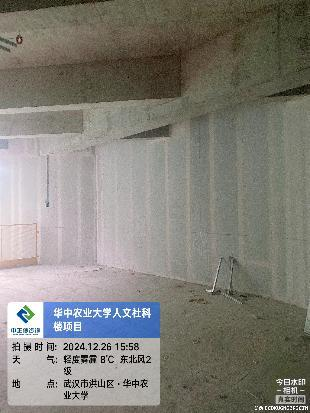 华中农业大学人文社科
楼项目
拍摄时间: 2024.12.26 15:58
天 气: 轻度雾霾 8℃ 东北风2
级
地 点: 武汉市洪山区·华中农
业大学
今日水印
-相机-
真实时间